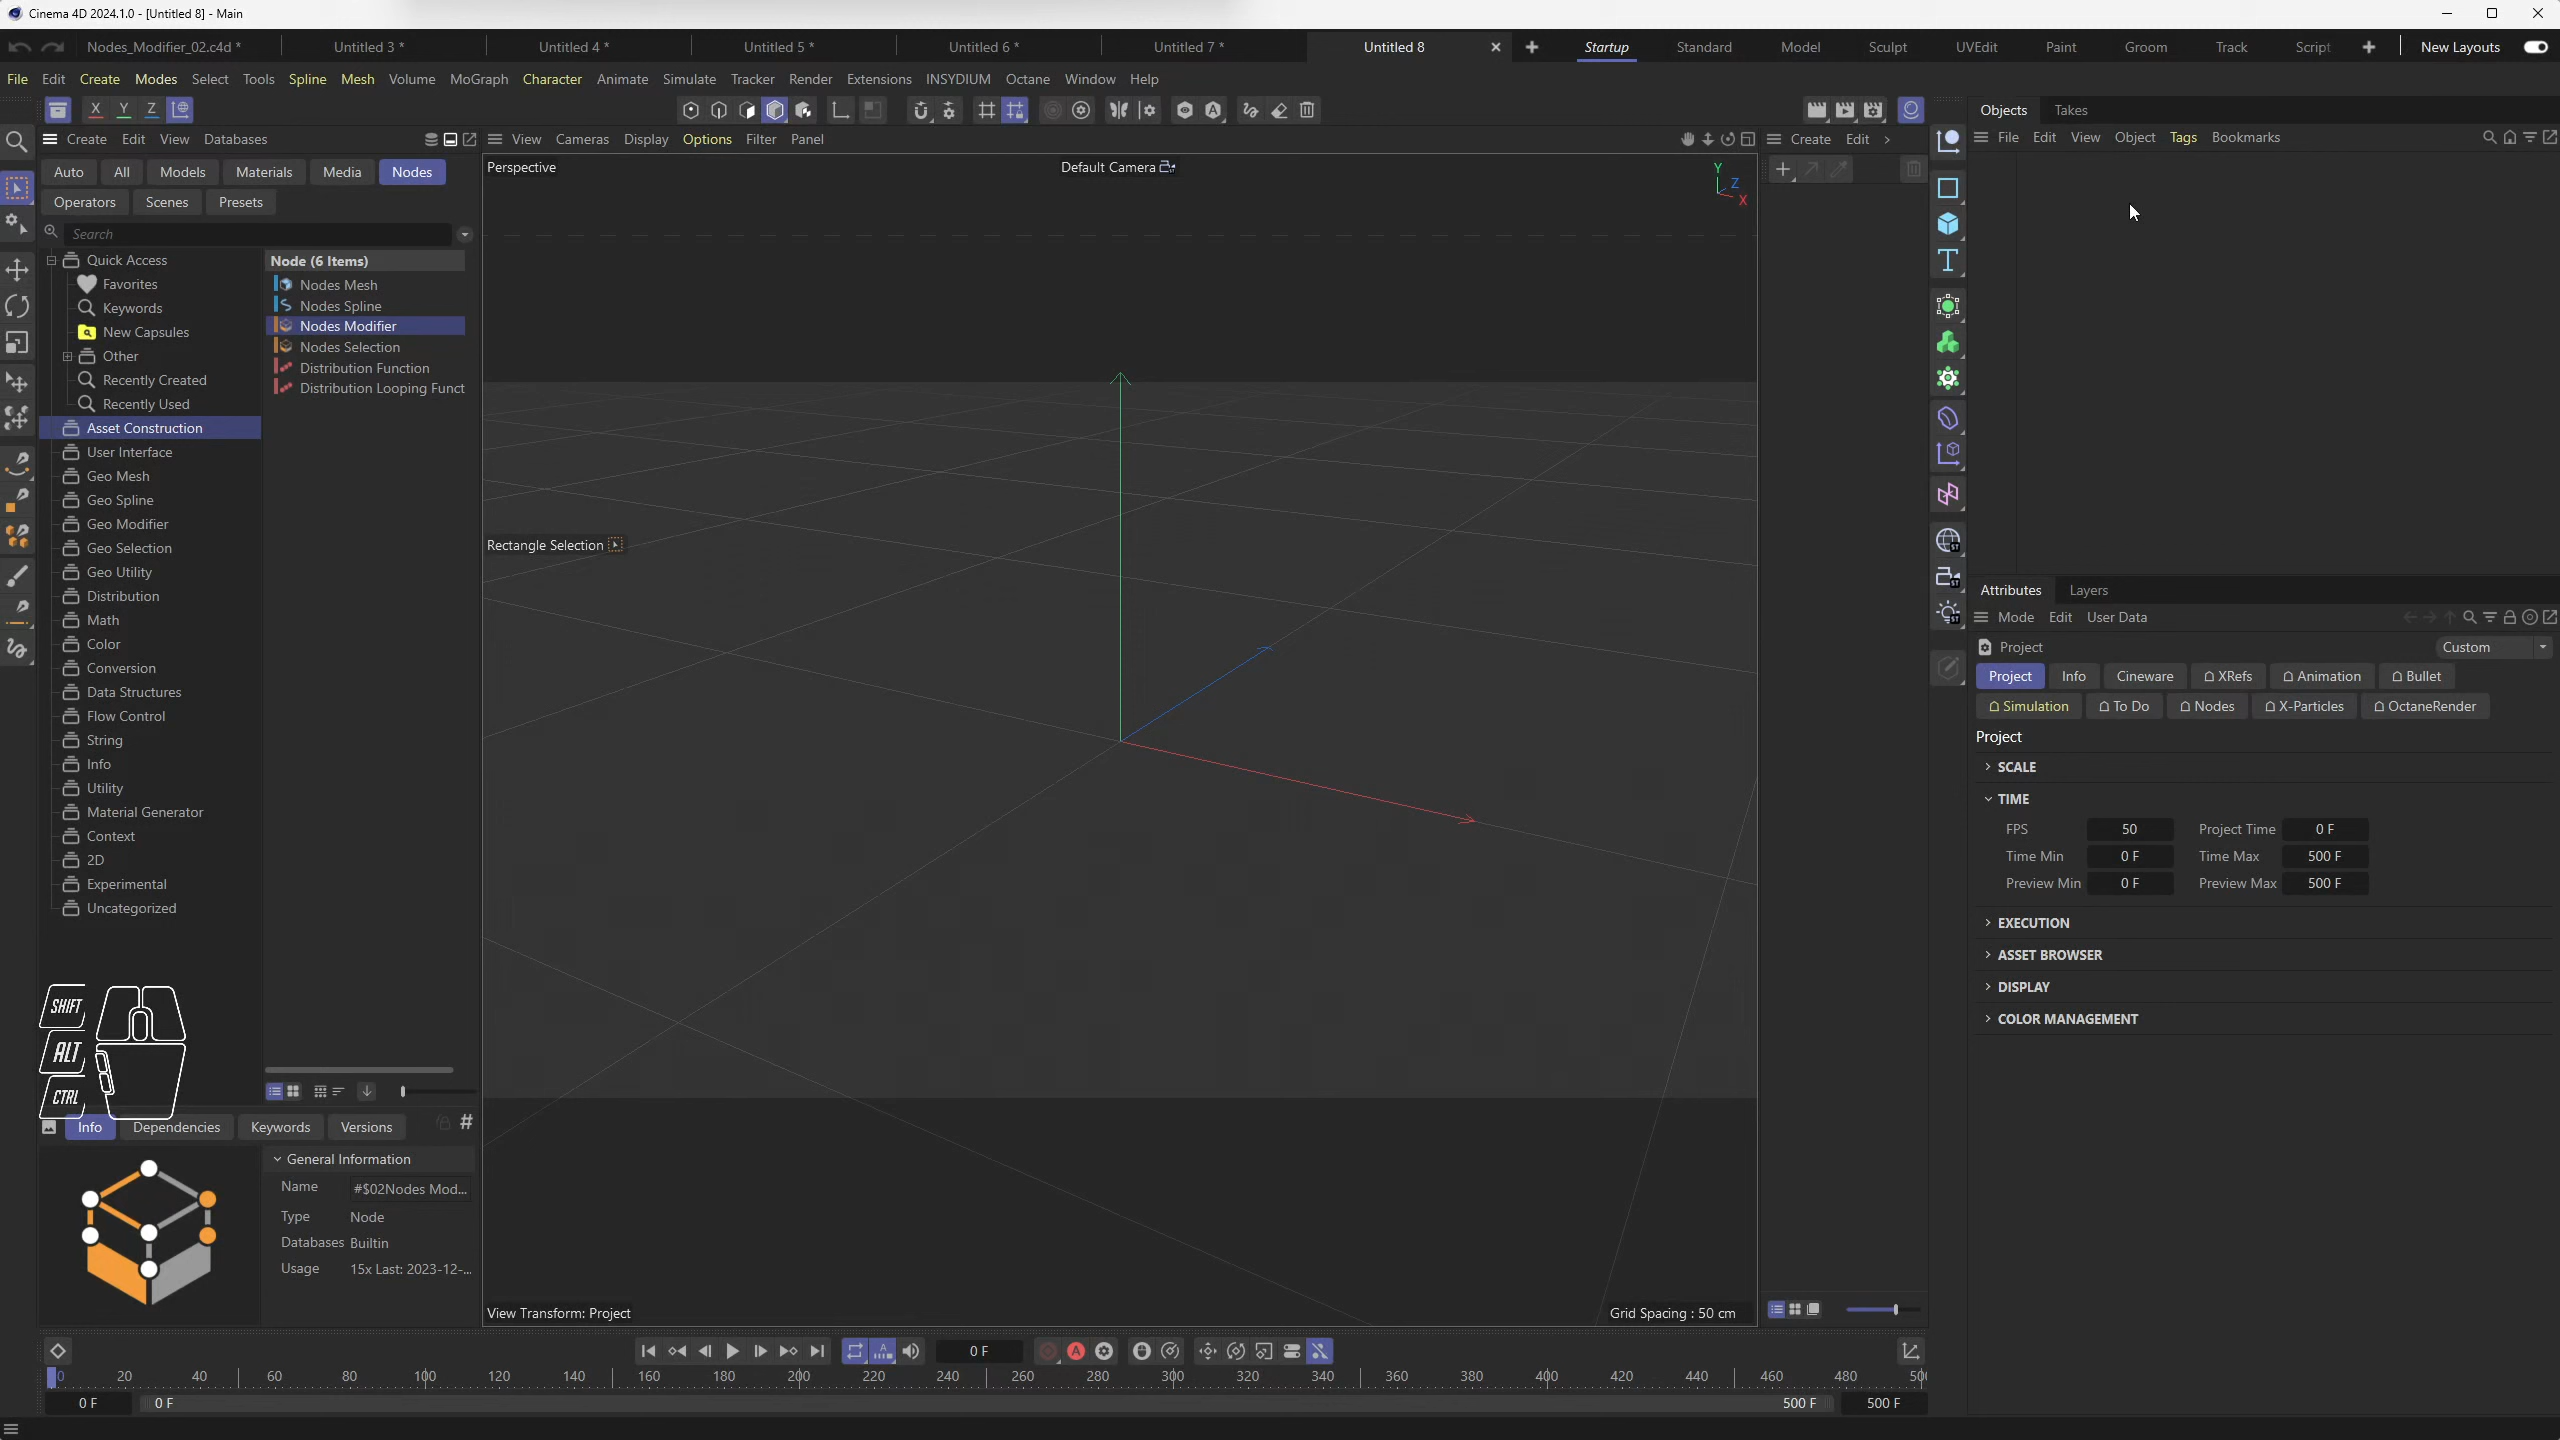 Cinema 4D 2024.1.0 - [Untitled 8] - Main
Nodes_Modifier_02.c4d * Untitled 3 * Untitled 4 * Untitled 5 * Untitled 6 * Untitled 7 * Untitled 8 Startup Standard Model Sculpt UVEdit Paint Groom Track Script New Layouts
File Edit Create Modes Select Tools Spline Mesh Volume MoGraph Character Animate Simulate Tracker Render Extensions INSYDIUM Octane Window Help
X Y Z
Objects Takes
Create Edit View Databases
View Cameras Display Options Filter Panel
Create Edit
File Edit View Object Tags Bookmarks
Auto All Models Materials Media Nodes
Operators Scenes Presets
Search
Quick Access
Favorites
Keywords
New Capsules
Other
Recently Created
Recently Used
Asset Construction
User Interface
Geo Mesh
Geo Spline
Geo Modifier
Geo Selection
Geo Utility
Distribution
Math
Color
Conversion
Data Structures
Flow Control
String
Info
Utility
Material Generator
Context
2D
Experimental
Uncategorized
Node (6 Items)
Nodes Mesh
Nodes Spline
Nodes Modifier
Nodes Selection
Distribution Function
Distribution Looping Funct
SHIFT
ALT
CTRL
Info Dependencies Keywords Versions
General Information
Name #$02Nodes Mod...
Type Node
Databases Builtin
Usage 15x Last: 2023-12-...
Perspective
Default Camera
Y
Z
X
Rectangle Selection
View Transform: Project
Grid Spacing : 50 cm
Attributes Layers
Mode Edit User Data
Project
Custom
Project Info Cineware XRefs Animation Bullet
Simulation To Do Nodes X-Particles OctaneRender
Project
SCALE
TIME
FPS 50 Project Time 0 F
Time Min 0 F Time Max 500 F
Preview Min 0 F Preview Max 500 F
EXECUTION
ASSET BROWSER
DISPLAY
COLOR MANAGEMENT
0 F
0 20 40 60 80 100 120 140 160 180 200 220 240 260 280 300 320 340 360 380 400 420 440 460 480
0 F 0 F 500 F 500 F